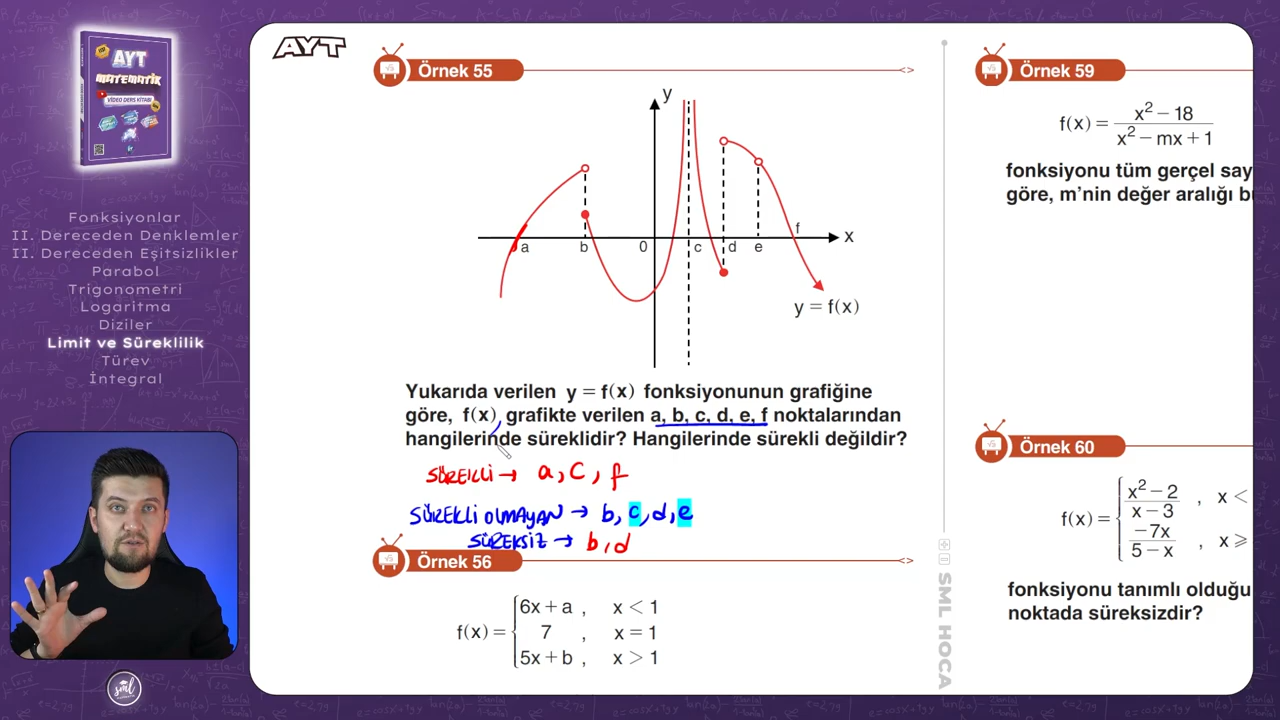 AYT
MATEMATİK
VİDEO DERS KİTABI
Fonksiyonlar
II. Dereceden Denklemler
II. Dereceden Eşitsizlikler
Parabol
Trigonometri
Logaritma
Diziler
Limit ve Süreklilik
Türev
İntegral
sml
AYT
Örnek 55
y
a b 0 c d e f x
y = f(x)
Yukarıda verilen y = f(x) fonksiyonunun grafiğine
göre, f(x), grafikte verilen a, b, c, d, e, f noktalarından
hangilerinde süreklidir? Hangilerinde sürekli değildir?
SÜREKLİ → a, c, f
SÜREKLİ OLMAYAN → b, c, d, e
SÜREKSİZ → b, d
Örnek 56
f(x) = { 6x + a , x < 1
7 , x = 1
5x + b , x > 1
SML HOCA
Örnek 59
f(x) = x² − 18
x² − mx + 1
fonksiyonu tüm gerçel say
göre, m’nin değer aralığı b
Örnek 60
f(x) = { x² − 2
x − 3 , x <
−7x
5 − x , x ≥
fonksiyonu tanımlı olduğu
noktada süreksizdir?